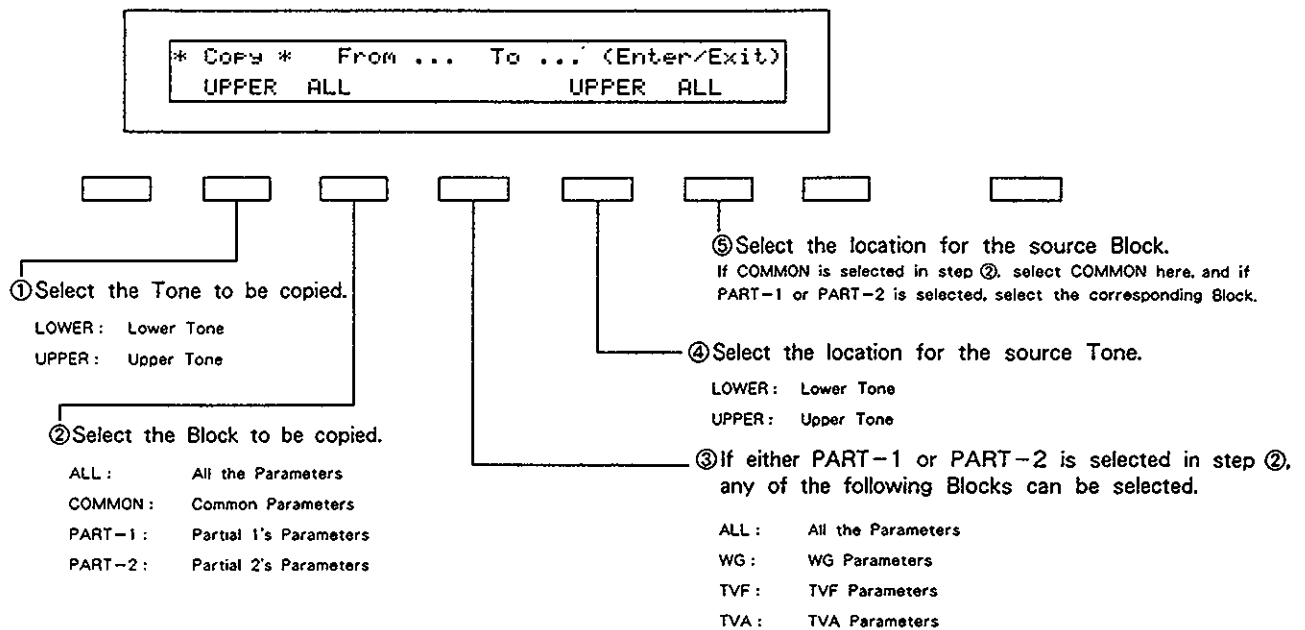 * Copy * From ... To ... (Enter/Exit)
UPPER ALL UPPER ALL
①Select the Tone to be copied.
LOWER : Lower Tone
UPPER : Upper Tone
②Select the Block to be copied.
ALL : All the Parameters
COMMON : Common Parameters
PART-1 : Partial 1's Parameters
PART-2 : Partial 2's Parameters
⑤Select the location for the source Block.
If COMMON is selected in step ②, select COMMON here, and if
PART-1 or PART-2 is selected, select the corresponding Block.
④Select the location for the source Tone.
LOWER : Lower Tone
UPPER : Upper Tone
③If either PART-1 or PART-2 is selected in step ②,
any of the following Blocks can be selected.
ALL : All the Parameters
WG : WG Parameters
TVF : TVF Parameters
TVA : TVA Parameters